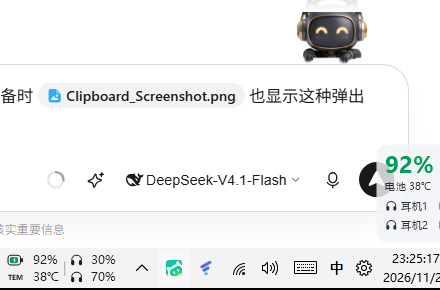 备时 Clipboard_Screenshot.png 也显示这种弹出
DeepSeek-V4.1-Flash
92%
电池 38℃
耳机1
耳机2
核实重要信息
92% 30%
TEM 38℃ 70%
中
23:25:17
2026/11/2